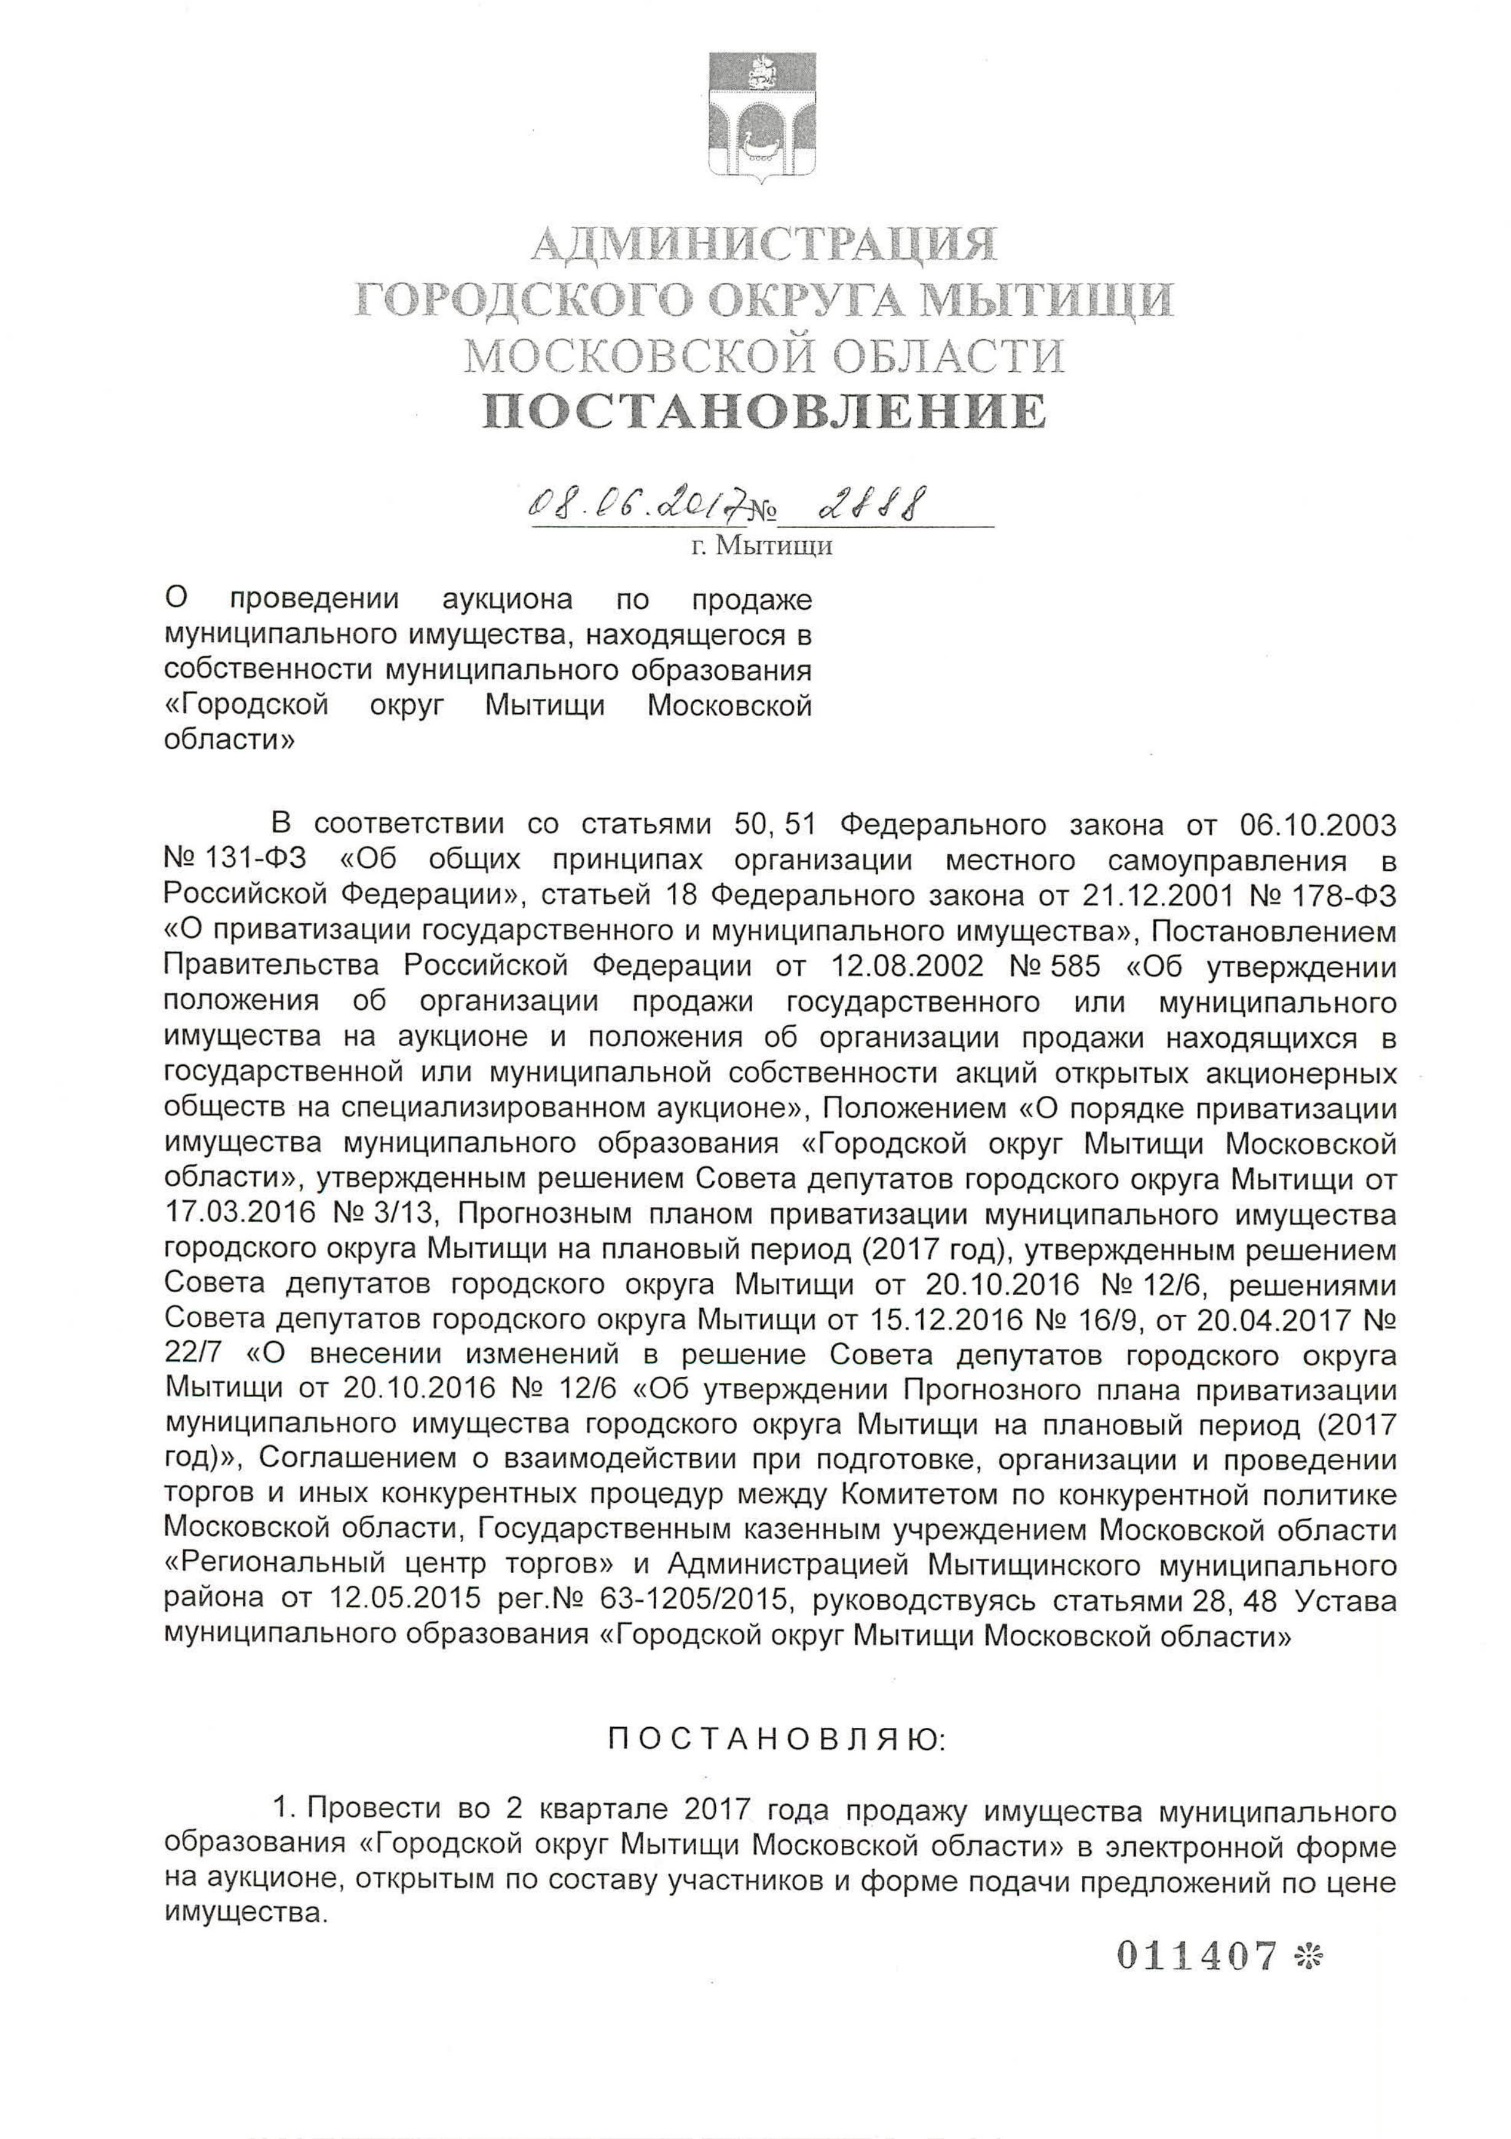 АДМИНИСТРАЦИЯ
ГОРОДСКОГО ОКРУГА МЫТИЩИ
МОСКОВСКОЙ ОБЛАСТИ
ПОСТАНОВЛЕНИЕ
08.06.2017 № 2888
г. Мытищи
О проведении аукциона по продаже
муниципального имущества, находящегося в
собственности муниципального образования
«Городской округ Мытищи Московской
области»
В соответствии со статьями 50, 51 Федерального закона от 06.10.2003
№ 131-ФЗ «Об общих принципах организации местного самоуправления в
Российской Федерации», статьей 18 Федерального закона от 21.12.2001 № 178-ФЗ
«О приватизации государственного и муниципального имущества», Постановлением
Правительства Российской Федерации от 12.08.2002 № 585 «Об утверждении
положения об организации продажи государственного или муниципального
имущества на аукционе и положения об организации продажи находящихся в
государственной или муниципальной собственности акций открытых акционерных
обществ на специализированном аукционе», Положением «О порядке приватизации
имущества муниципального образования «Городской округ Мытищи Московской
области», утвержденным решением Совета депутатов городского округа Мытищи от
17.03.2016 № 3/13, Прогнозным планом приватизации муниципального имущества
городского округа Мытищи на плановый период (2017 год), утвержденным решением
Совета депутатов городского округа Мытищи от 20.10.2016 № 12/6, решениями
Совета депутатов городского округа Мытищи от 15.12.2016 № 16/9, от 20.04.2017 №
22/7 «О внесении изменений в решение Совета депутатов городского округа
Мытищи от 20.10.2016 № 12/6 «Об утверждении Прогнозного плана приватизации
муниципального имущества городского округа Мытищи на плановый период (2017
год)», Соглашением о взаимодействии при подготовке, организации и проведении
торгов и иных конкурентных процедур между Комитетом по конкурентной политике
Московской области, Государственным казенным учреждением Московской области
«Региональный центр торгов» и Администрацией Мытищинского муниципального
района от 12.05.2015 рег.№ 63-1205/2015, руководствуясь статьями 28, 48 Устава
муниципального образования «Городской округ Мытищи Московской области»
П О С Т А Н О В Л Я Ю:
1. Провести во 2 квартале 2017 года продажу имущества муниципального
образования «Городской округ Мытищи Московской области» в электронной форме
на аукционе, открытым по составу участников и форме подачи предложений по цене
имущества.
011407 ❊